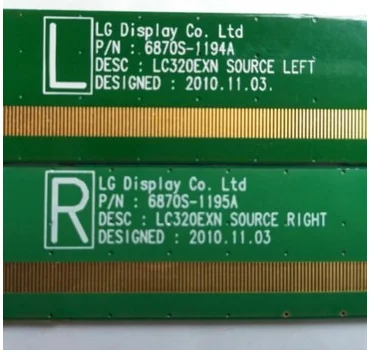 L
LG Display Co. Ltd
P/N : 6870S-1194A
DESC : LC320EXN SOURCE LEFT
DESIGNED : 2010.11.03.
R
LG Display Co. Ltd
P/N : 6870S-1195A
DESC : LC320EXN SOURCE RIGHT
DESIGNED : 2010.11.03